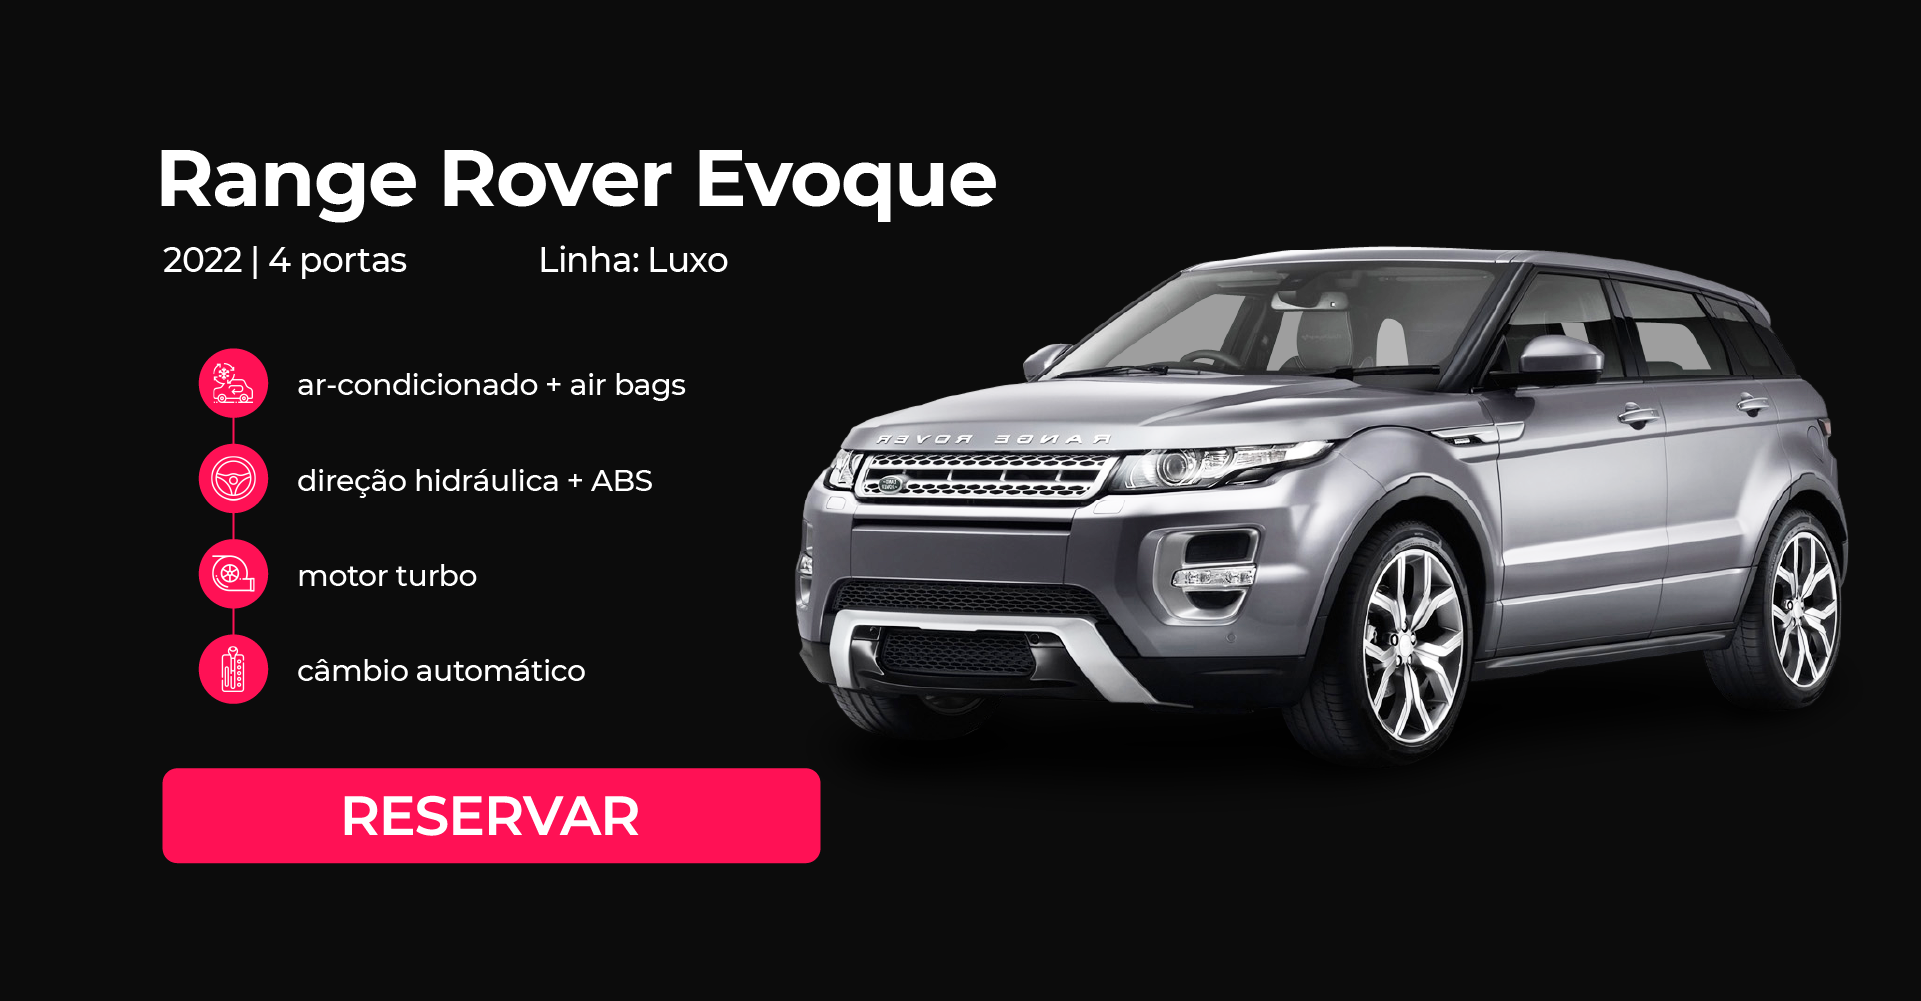 Range Rover Evoque
2022 | 4 portas
Linha: Luxo
ar-condicionado + air bags
direção hidráulica + ABS
motor turbo
câmbio automático
RESERVAR
RANGE ROVER